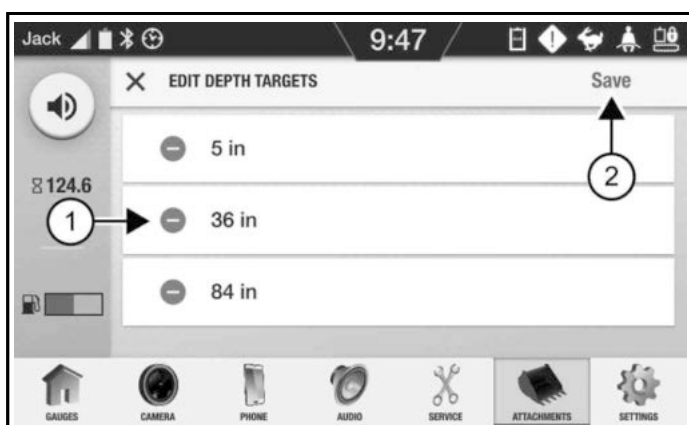 Jack 9:47
EDIT DEPTH TARGETS Save
5 in
2
124.6
1 36 in
84 in
GAUGES CAMERA PHONE AUDIO SERVICE ATTACHMENTS SETTINGS